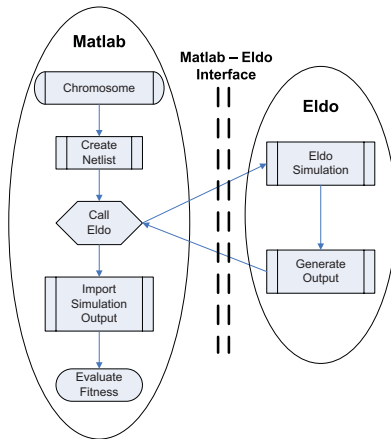 Matlab
Chromosome
Create
Netlist
Call
Eldo
Import
Simulation
Output
Evaluate
Fitness
Matlab – Eldo
Interface
Eldo
Eldo
Simulation
Generate
Output